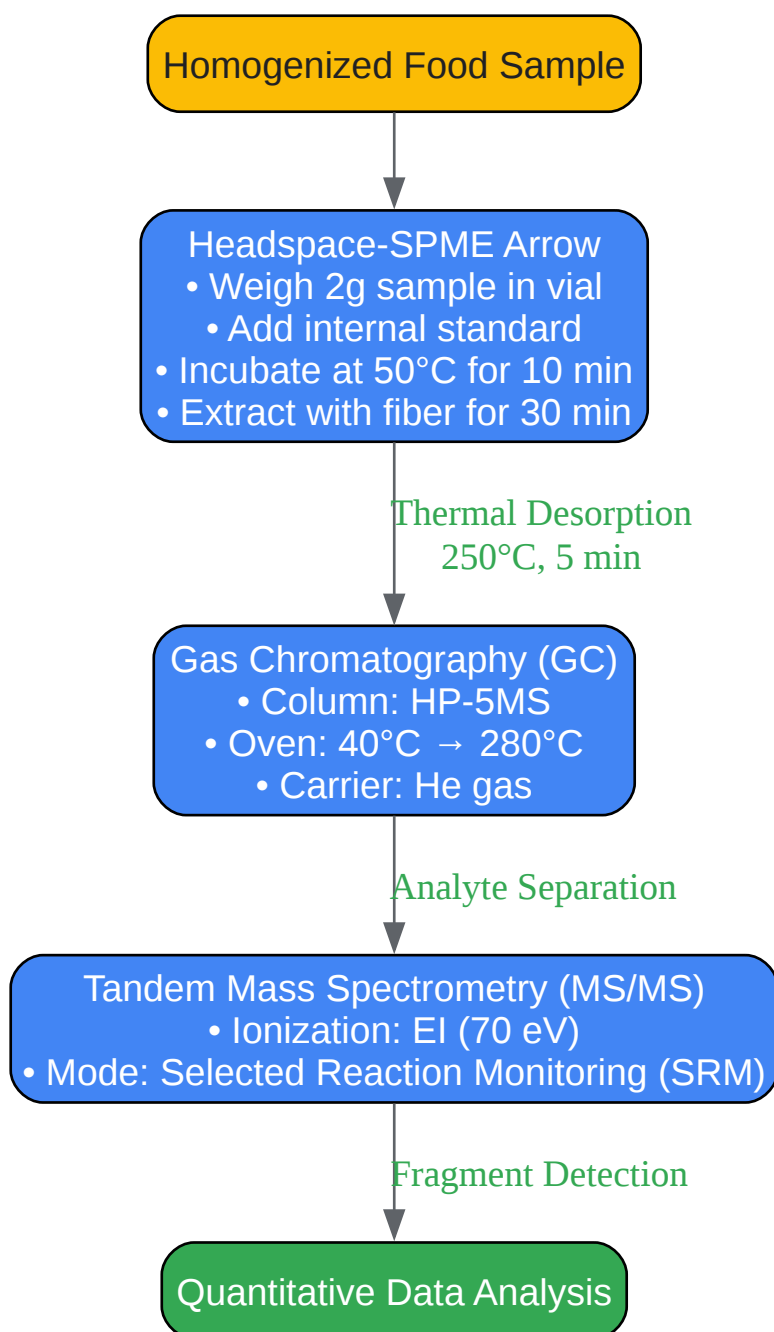 Homogenized Food Sample
Headspace-SPME Arrow
• Weigh 2g sample in vial
• Add internal standard
• Incubate at 50°C for 10 min
• Extract with fiber for 30 min
Thermal Desorption
250°C, 5 min
Gas Chromatography (GC)
• Column: HP-5MS
• Oven: 40°C → 280°C
• Carrier: He gas
Analyte Separation
Tandem Mass Spectrometry (MS/MS)
• Ionization: EI (70 eV)
• Mode: Selected Reaction Monitoring (SRM)
Fragment Detection
Quantitative Data Analysis